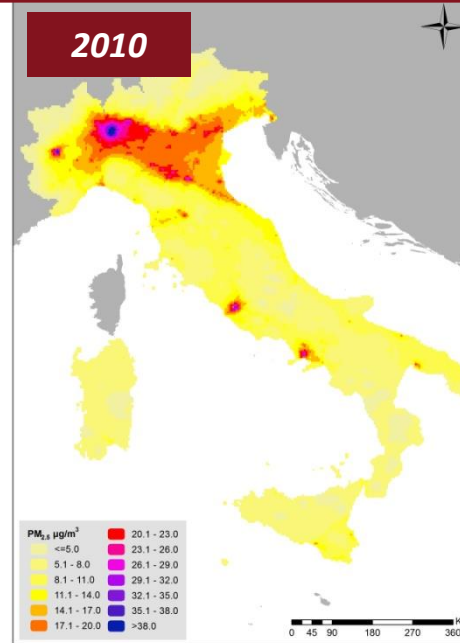 2010
PM2.5 µg/m³
<=5.0
5.1 - 8.0
8.1 - 11.0
11.1 - 14.0
14.1 - 17.0
17.1 - 20.0
20.1 - 23.0
23.1 - 26.0
26.1 - 29.0
29.1 - 32.0
32.1 - 35.0
35.1 - 38.0
>38.0
K
0 45 90 180 270 360